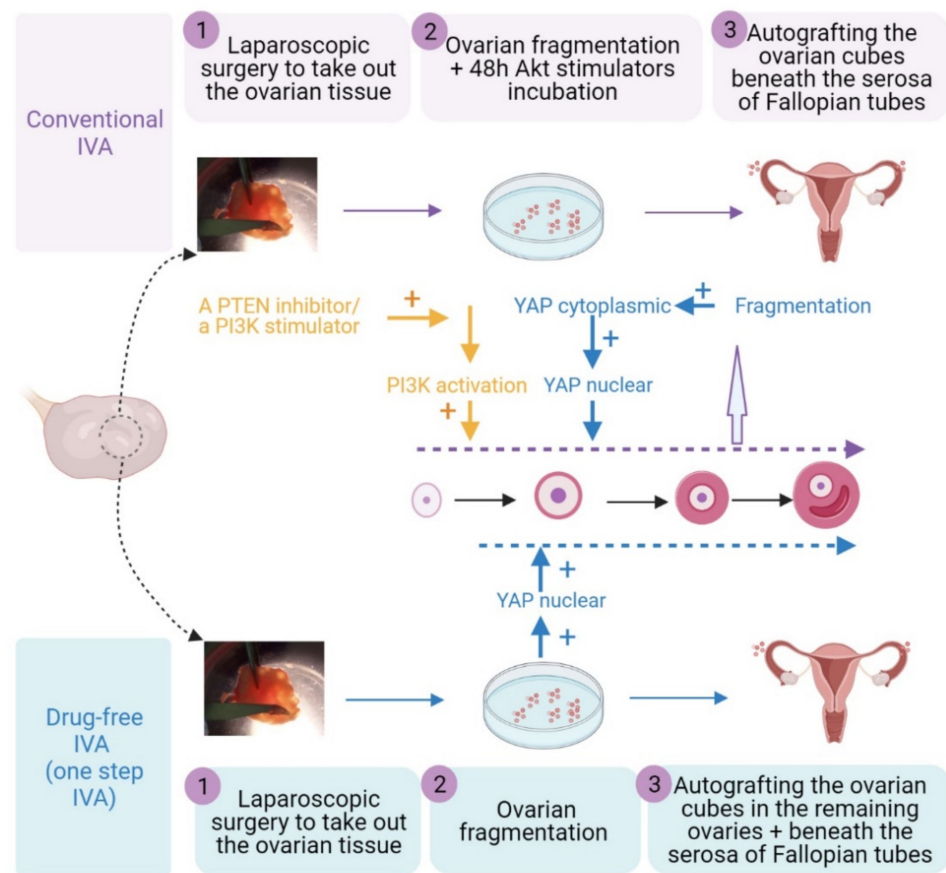 1
Laparoscopic
surgery to take out
the ovarian tissue
2
Ovarian fragmentation
+ 48h Akt stimulators
incubation
3
Autografting the
ovarian cubes
beneath the serosa
of Fallopian tubes
Conventional
IVA
A PTEN inhibitor/
a PI3K stimulator
+
YAP cytoplasmic
+
Fragmentation
+
PI3K activation
YAP nuclear
+
+
YAP nuclear
+
Drug-free
IVA
(one step
IVA)
1
Laparoscopic
surgery to take out
the ovarian tissue
2
Ovarian
fragmentation
3
Autografting the ovarian
cubes in the remaining
ovaries + beneath the
serosa of Fallopian tubes